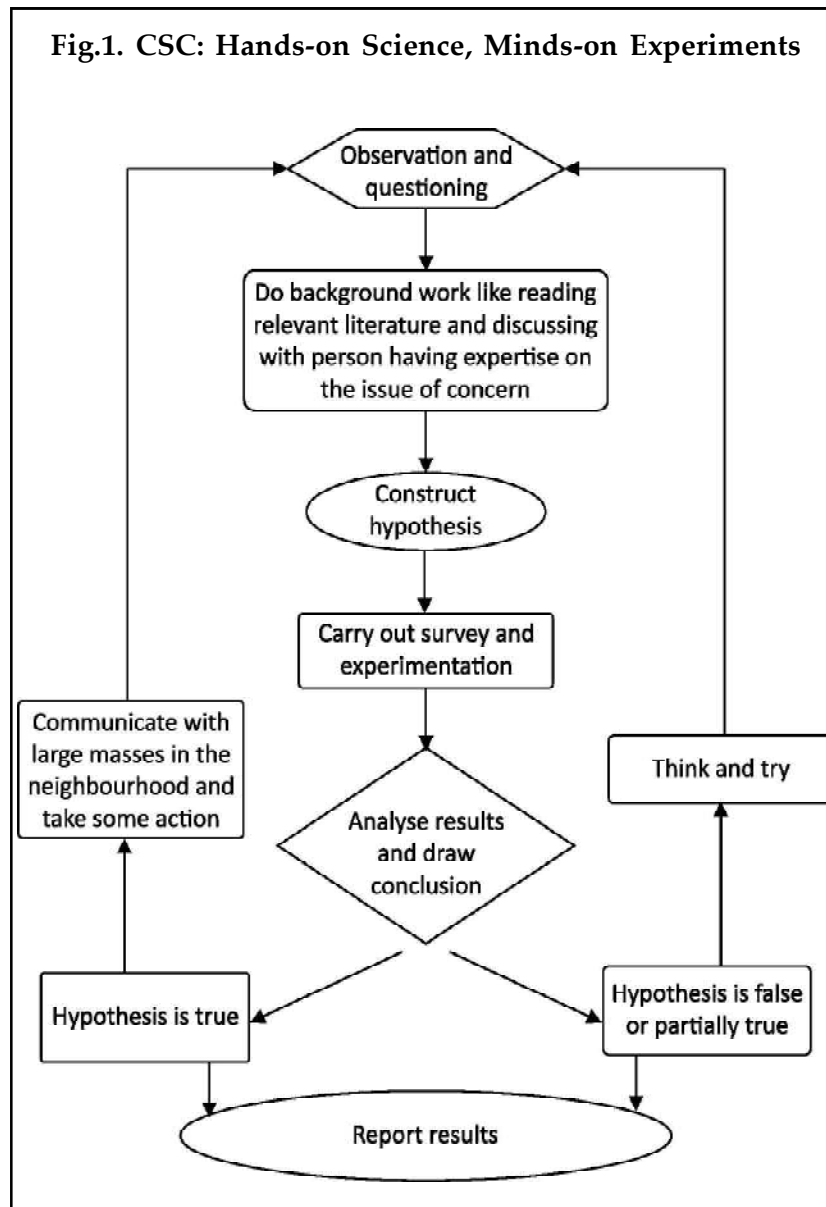 Fig.1. CSC: Hands-on Science, Minds-on Experiments
Observation and
questioning
Do background work like reading
relevant literature and discussing
with person having expertise on
the issue of concern
Construct
hypothesis
Carry out survey and
experimentation
Communicate with
large masses in the
neighbourhood and
take some action
Think and try
Analyse results
and draw
conclusion
Hypothesis is true
Hypothesis is false
or partially true
Report results